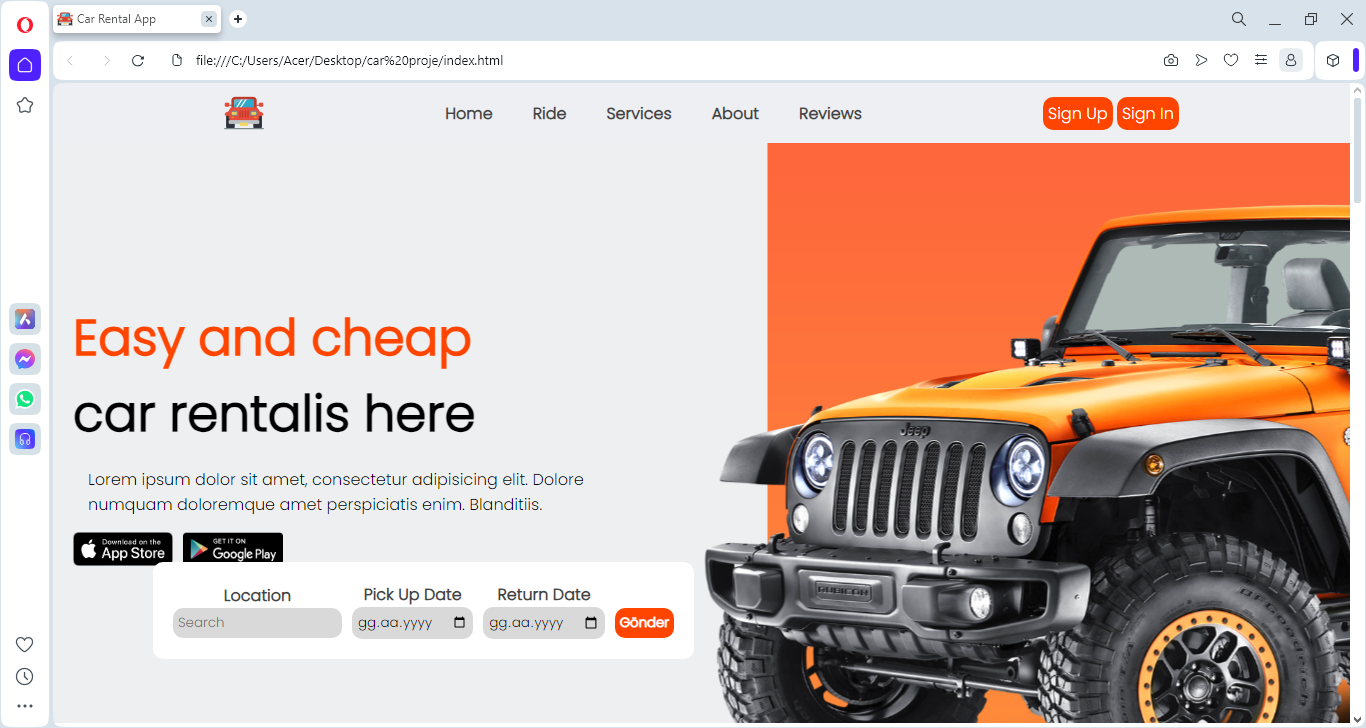 Car Rental App
file:///C:/Users/Acer/Desktop/car%20proje/index.html
Home Ride Services About Reviews Sign Up Sign In
Easy and cheap
car rentalis here
Lorem ipsum dolor sit amet, consectetur adipisicing elit. Dolore
numquam doloremque amet perspiciatis enim. Blanditiis.
Download on the
App Store
GET IT ON
Google Play
Location Pick Up Date Return Date
Search gg.aa.yyyy gg.aa.yyyy Gönder
Jeep
RUBICON
BFGoodrich